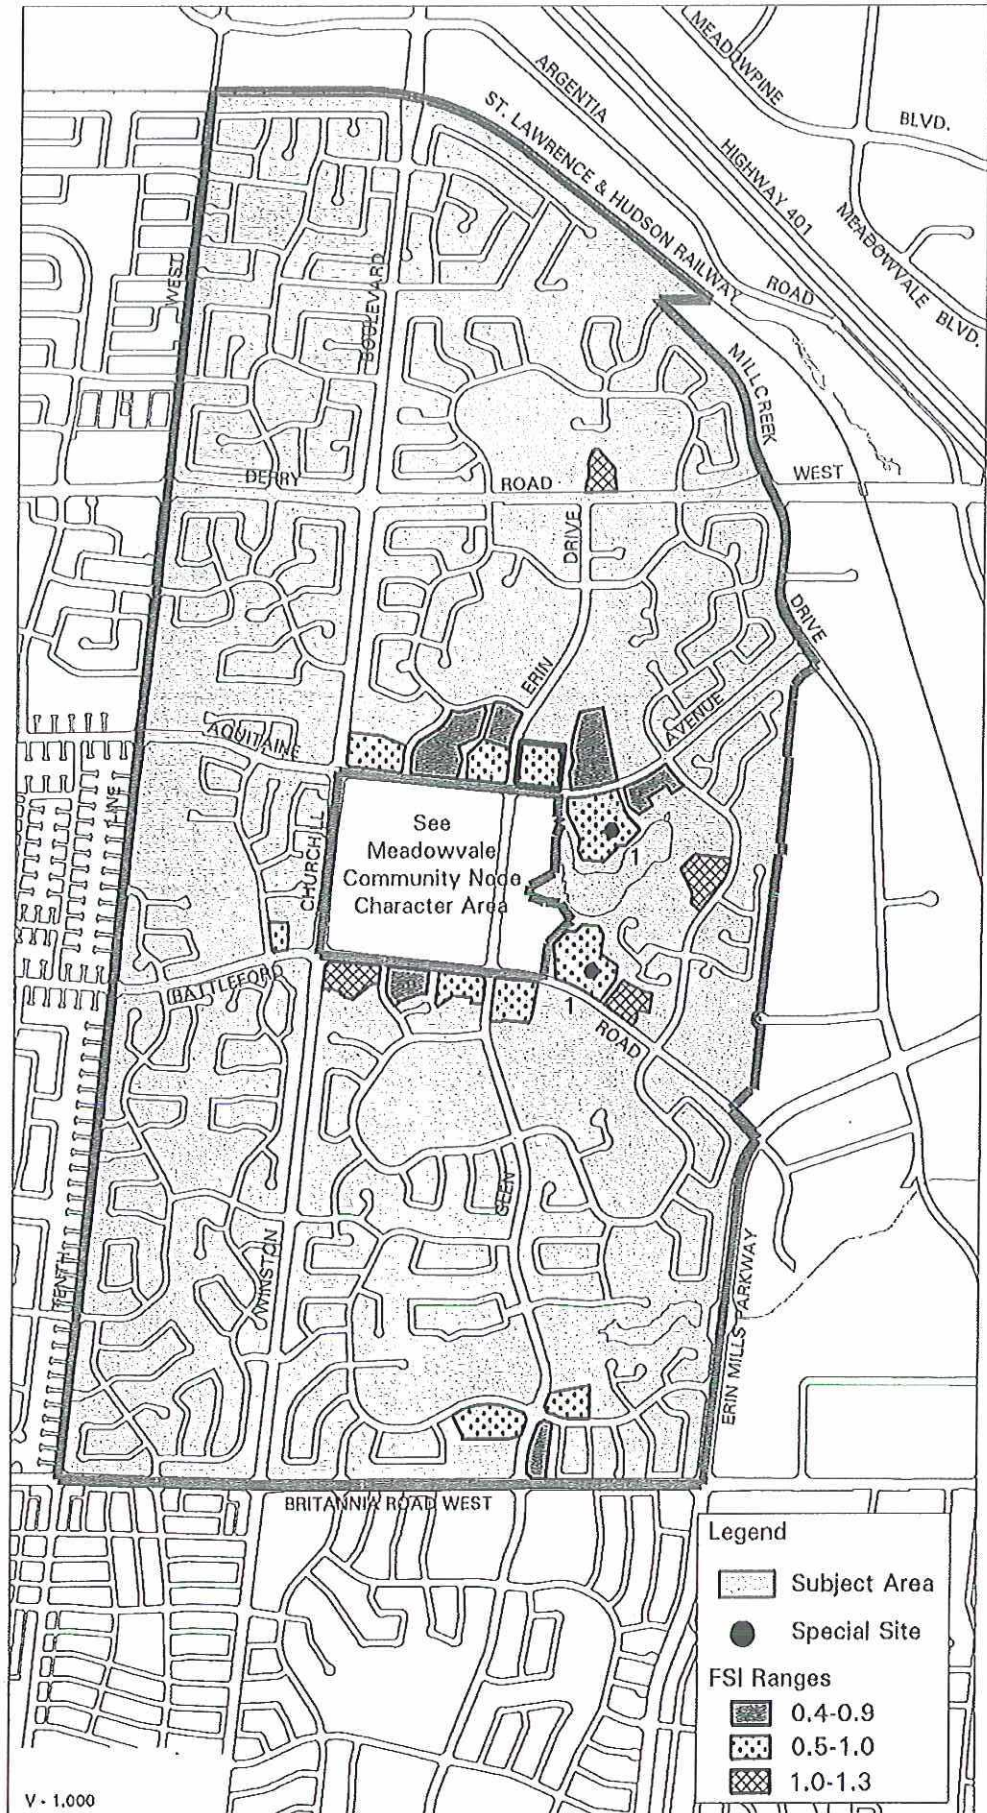 MEADOWPINE
BLVD.
ARGENTIA
ROAD
ST. LAWRENCE & HUDSON RAILWAY
HIGHWAY 401
MEADOWVALE BLVD.
WEST
BOULEVARD
MILLCREEK
DERRY
ROAD
WEST
DRIVE
DRIVE
ERIN
AVENUE
AQUITAINE
LINE
CHURCHILL
See
Meadowvale
Community Node
Character Area
1
BATTLEFORD
1
ROAD
GLEN
WINSTON
TENTH
ERIN MILLS PARKWAY
BRITANNIA ROAD WEST
Legend
Subject Area
Special Site
FSI Ranges
0.4-0.9
0.5-1.0
1.0-1.3
V - 1.000